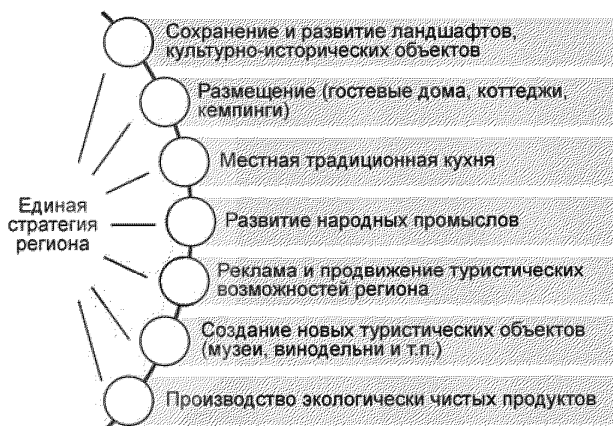 Сохранение и развитие ландшафтов,
культурно-исторических объектов
Размещение (гостевые дома, коттеджи,
кемпинги)
Местная традиционная кухня
Единая
стратегия
региона
Развитие народных промыслов
Реклама и продвижение туристических
возможностей региона
Создание новых туристических объектов
(музеи, винодельни и т.п.)
Производство экологически чистых продуктов